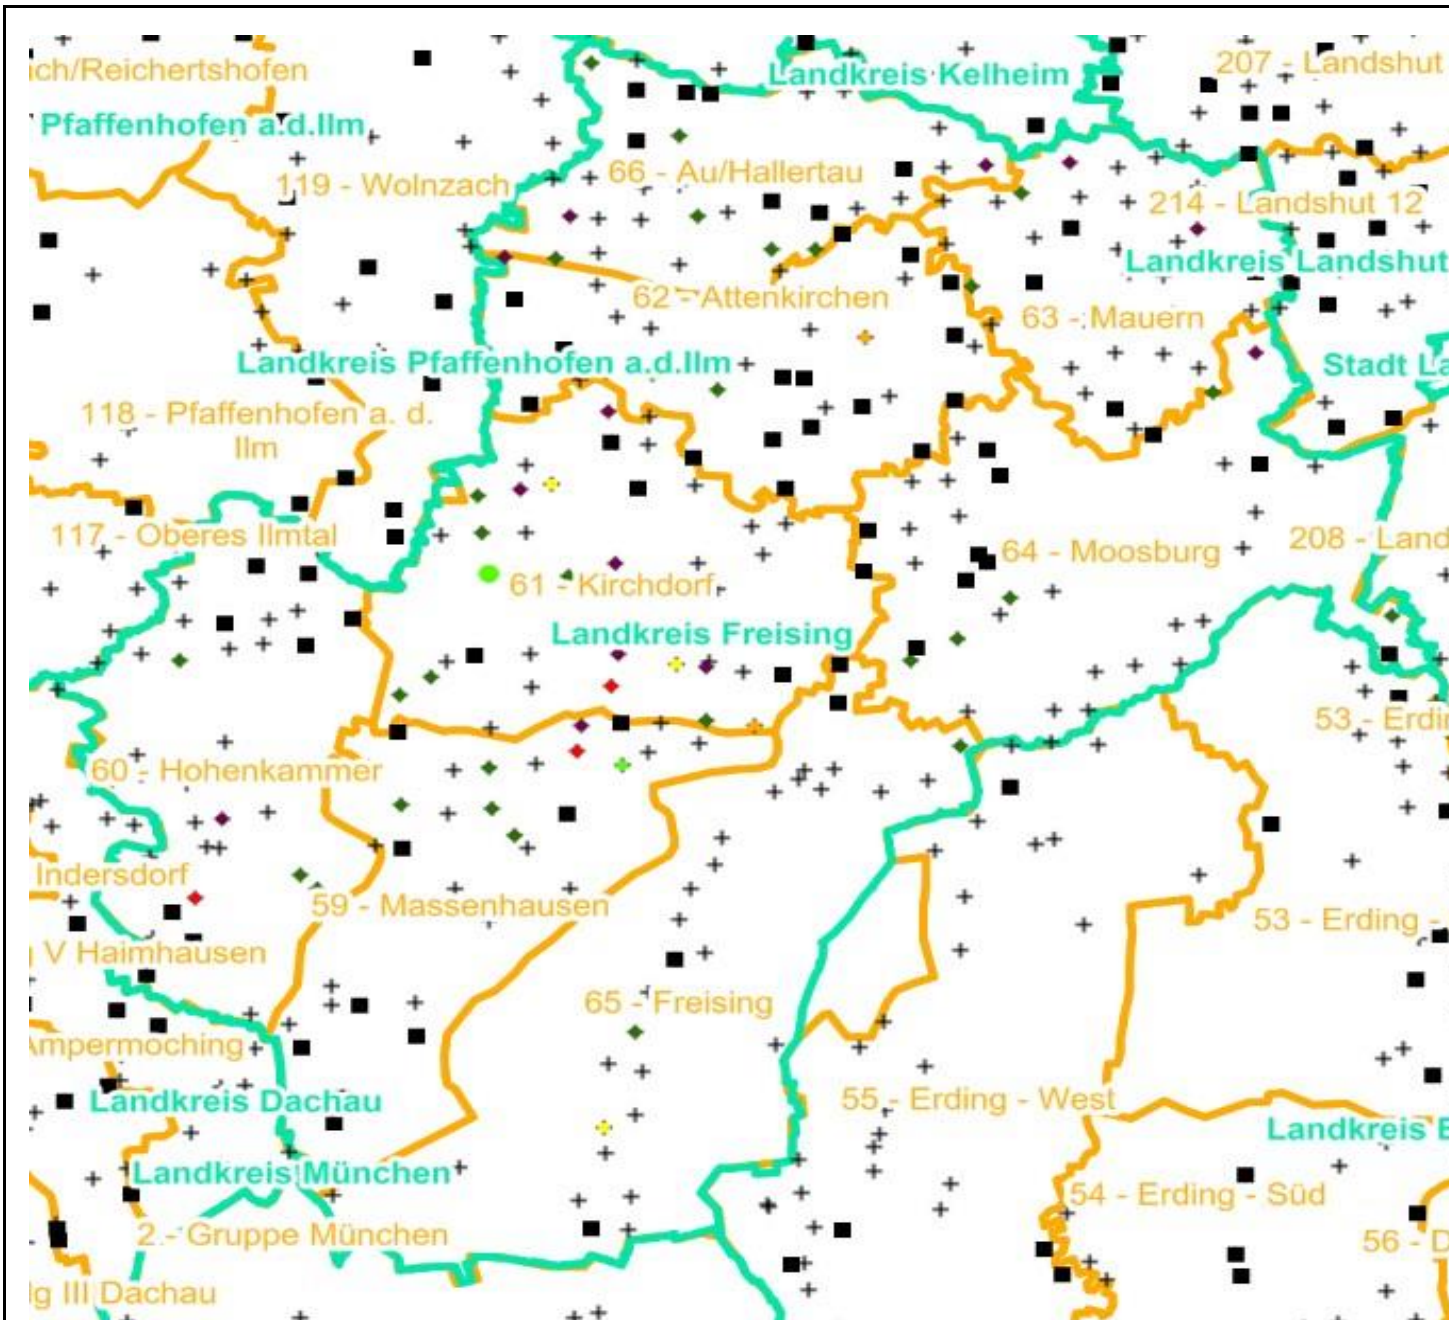 207 - Landshut
ich/Reichertshofen
Landkreis Kelheim
Pfaffenhofen a.d.Ilm
66 - Au/Hallertau
119 - Wolnzach
214 - Landshut 12
Landkreis Landshut
62 - Attenkirchen
63 - Mauern
Landkreis Pfaffenhofen a.d.Ilm
Stadt La
118 - Pfaffenhofen a. d.
Ilm
117 - Oberes Ilmtal
208 - Land
64 - Moosburg
61 - Kirchdorf
Landkreis Freising
53 - Erdi
60 - Hohenkammer
Indersdorf
59 - Massenhausen
53 - Erding -
V Haimhausen
65 - Freising
Ampermoching
Landkreis Dachau
55 - Erding - West
Landkreis E
Landkreis München
54 - Erding - Süd
2.- Gruppe München
56 - D
lg III Dachau